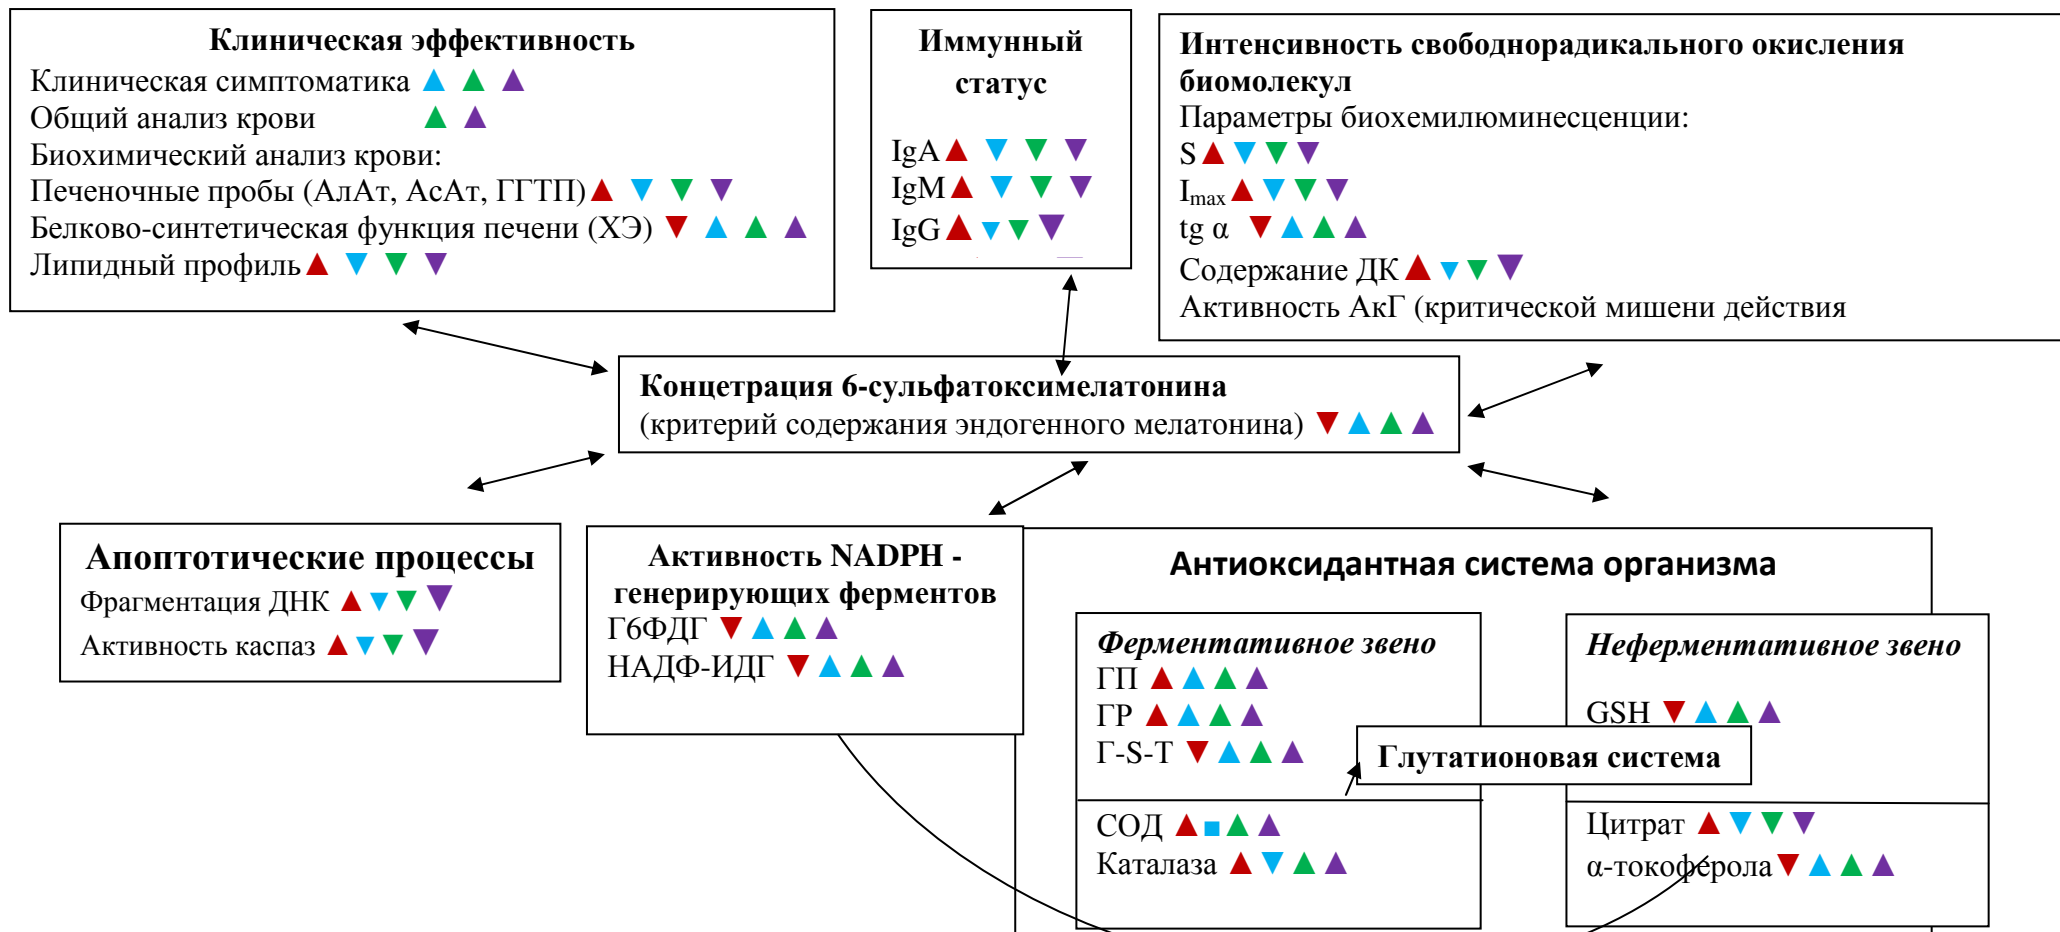 Клиническая эффективность
Клиническая симптоматика
Общий анализ крови
Биохимический анализ крови:
Печеночные пробы (АлАт, АсАт, ГГТП)
Белково-синтетическая функция печени (ХЭ)
Липидный профиль
Иммунный
статус
IgA
IgM
IgG
Интенсивность свободнорадикального окисления
биомолекул
Параметры биохемилюминесценции:
S
Imax
tg α
Содержание ДК
Активность АкГ (критической мишени действия
Концетрация 6-сульфатоксимелатонина
(критерий содержания эндогенного мелатонина)
Апоптотические процессы
Фрагментация ДНК
Активность каспаз
Активность NADPH -
генерирующих ферментов
Г6ФДГ
НАДФ-ИДГ
Антиоксидантная система организма
Ферментативное звено
ГП
ГР
Г-S-Т
СОД
Каталаза
Неферментативное звено
GSH
Глутатионовая система
Цитрат
α-токоферола